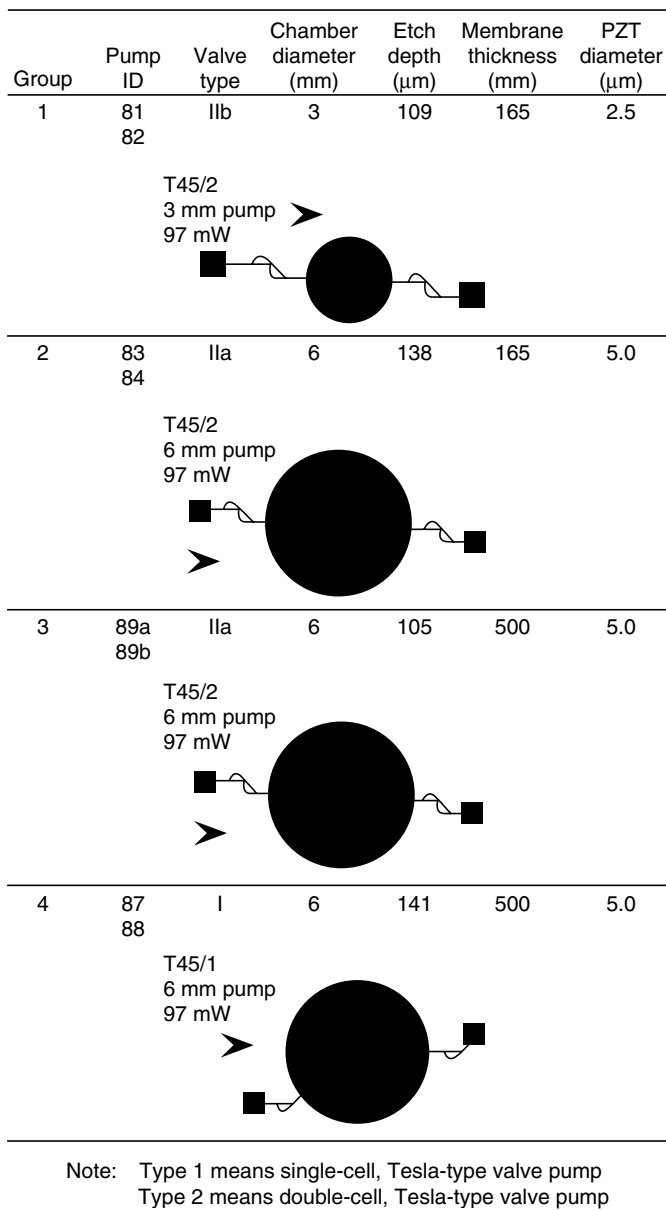 Group Pump ID Valve type Chamber diameter (mm) Etch depth (μm) Membrane thickness (mm) PZT diameter (μm)
1 81 IIb 3 109 165 2.5
82
T45/2
3 mm pump
97 mW
2 83 IIa 6 138 165 5.0
84
T45/2
6 mm pump
97 mW
3 89a IIa 6 105 500 5.0
89b
T45/2
6 mm pump
97 mW
4 87 I 6 141 500 5.0
88
T45/1
6 mm pump
97 mW
Note: Type 1 means single-cell, Tesla-type valve pump
Type 2 means double-cell, Tesla-type valve pump